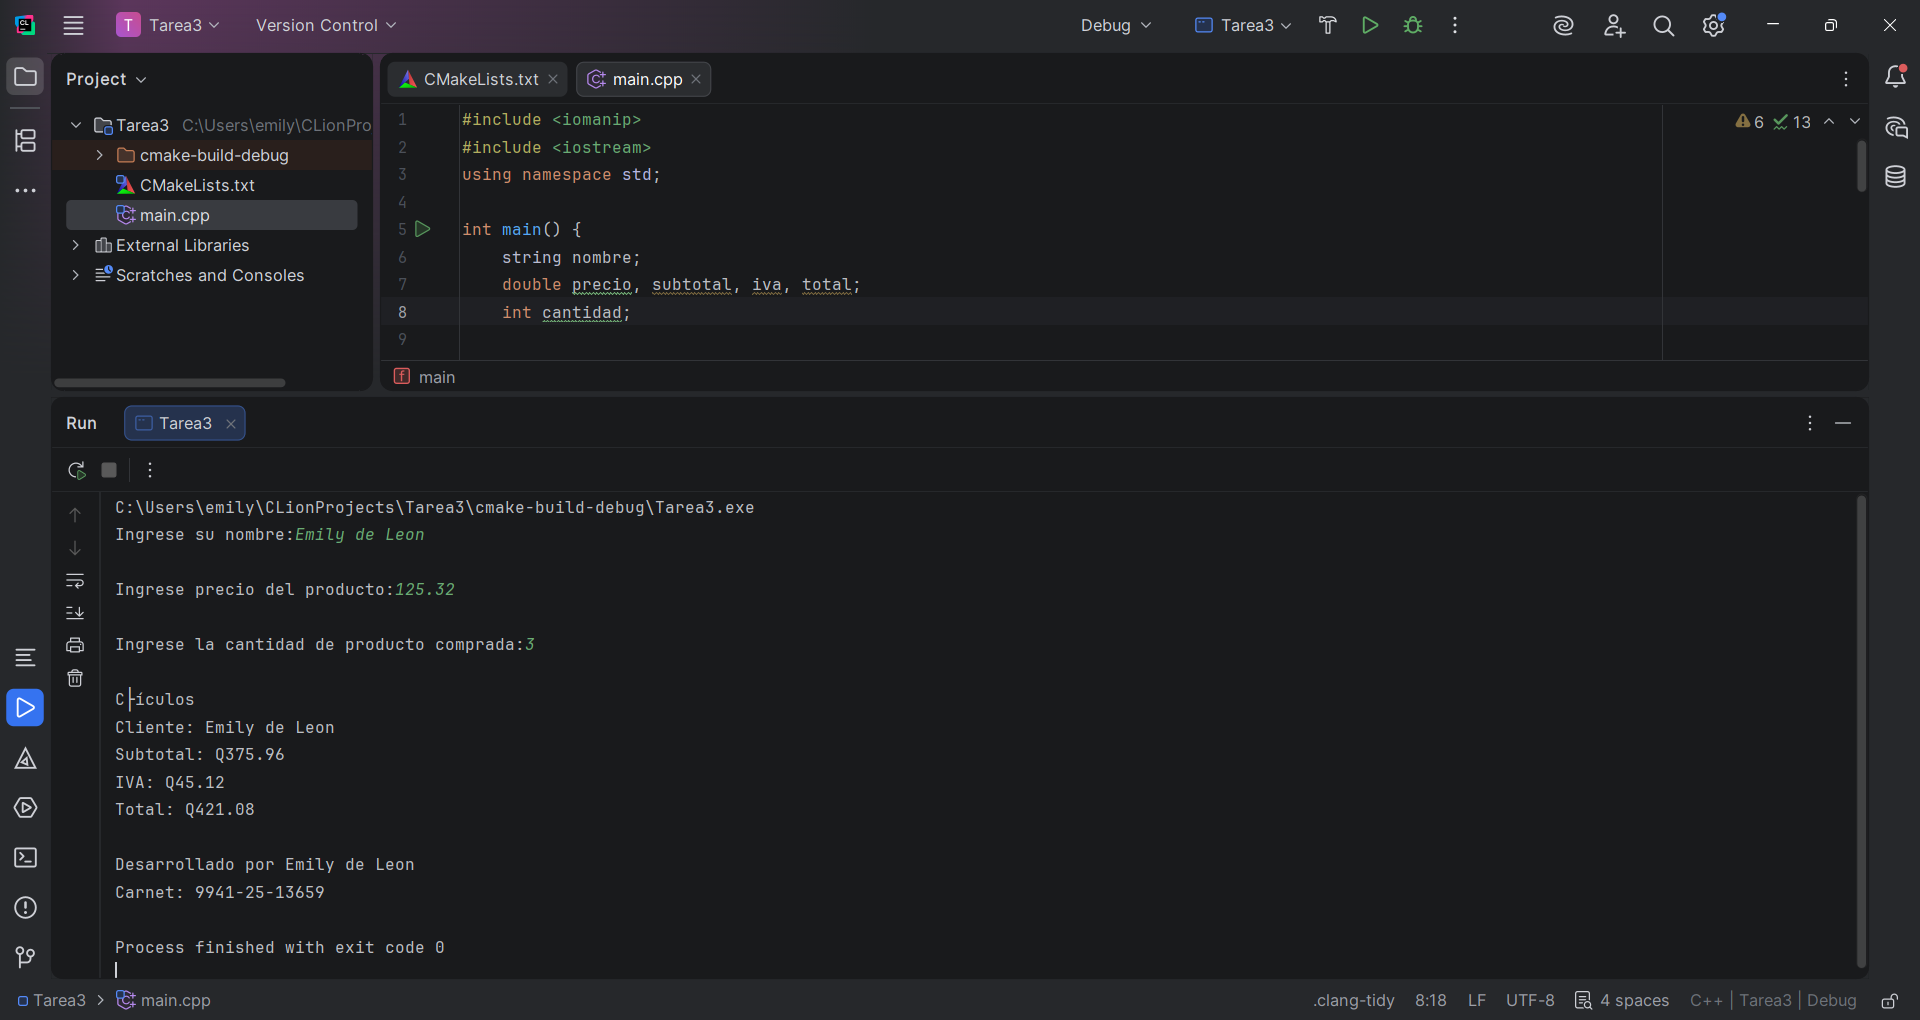 T Tarea3 Version Control Debug Tarea3
Project
Tarea3 C:\Users\emily\CLionPro
cmake-build-debug
CMakeLists.txt
main.cpp
External Libraries
Scratches and Consoles
CMakeLists.txt main.cpp
6 13
1 #include <iomanip>
2 #include <iostream>
3 using namespace std;
4
5 int main() {
6 string nombre;
7 double precio, subtotal, iva, total;
8 int cantidad;
9
f main
Run Tarea3
C:\Users\emily\CLionProjects\Tarea3\cmake-build-debug\Tarea3.exe
Ingrese su nombre:Emily de Leon
Ingrese precio del producto:125.32
Ingrese la cantidad de producto comprada:3
C├ículos
Cliente: Emily de Leon
Subtotal: Q375.96
IVA: Q45.12
Total: Q421.08
Desarrollado por Emily de Leon
Carnet: 9941-25-13659
Process finished with exit code 0
Tarea3 > main.cpp .clang-tidy 8:18 LF UTF-8 4 spaces C++ | Tarea3 | Debug